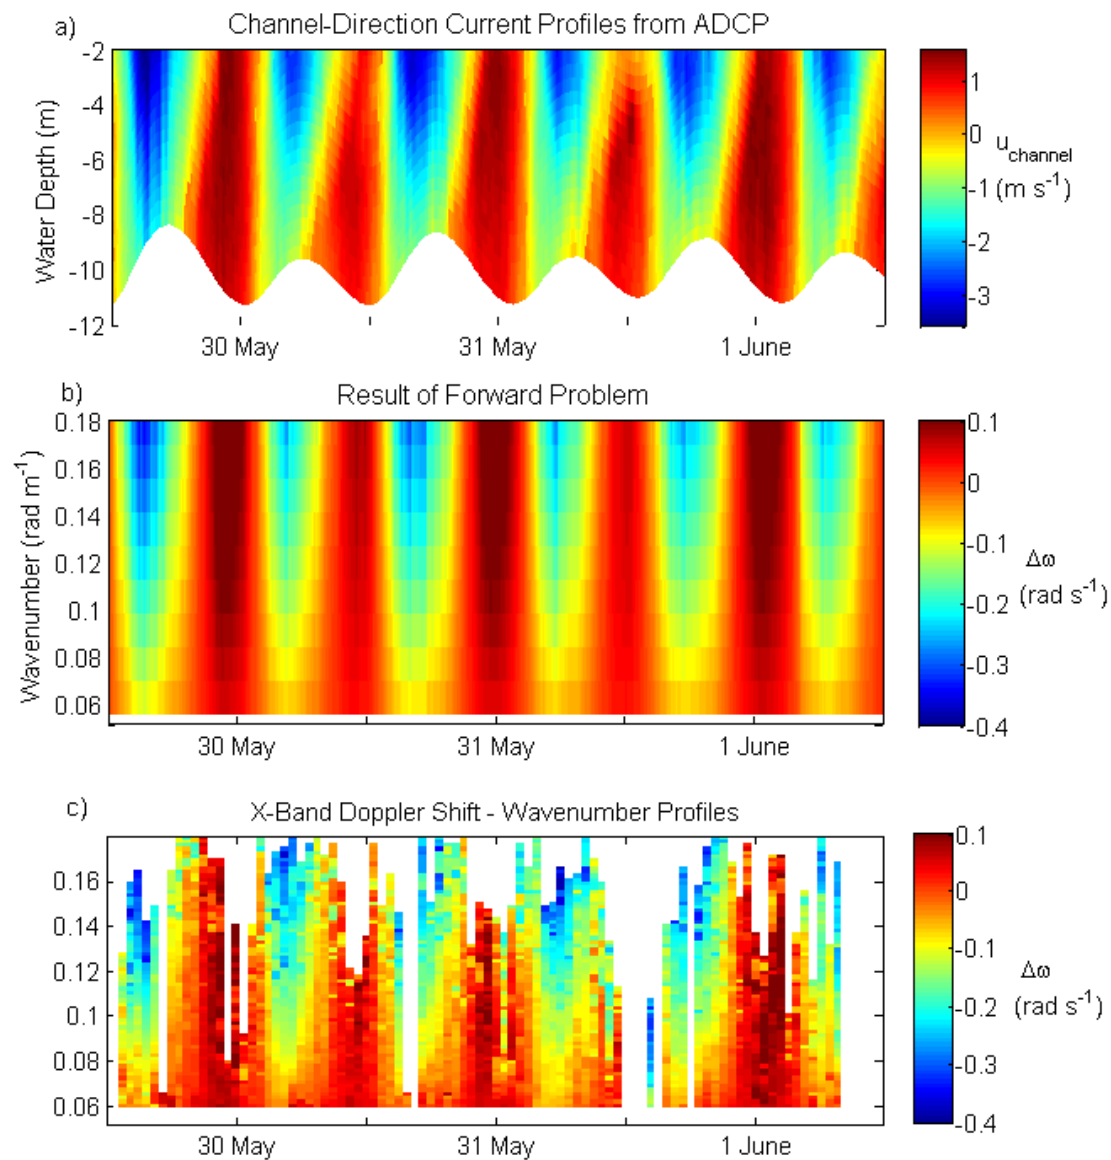 a)
Channel-Direction Current Profiles from ADCP
Water Depth (m)
-2
-4
-6
-8
-10
-12
30 May
31 May
1 June
1
0
-1
-2
-3
u_channel
(m s⁻¹)
b)
Result of Forward Problem
Wavenumber (rad m⁻¹)
0.18
0.16
0.14
0.12
0.1
0.08
0.06
30 May
31 May
1 June
0.1
0
-0.1
-0.2
-0.3
-0.4
Δω
(rad s⁻¹)
c)
X-Band Doppler Shift - Wavenumber Profiles
0.16
0.14
0.12
0.1
0.08
0.06
30 May
31 May
1 June
0.1
0
-0.1
-0.2
-0.3
-0.4
Δω
(rad s⁻¹)